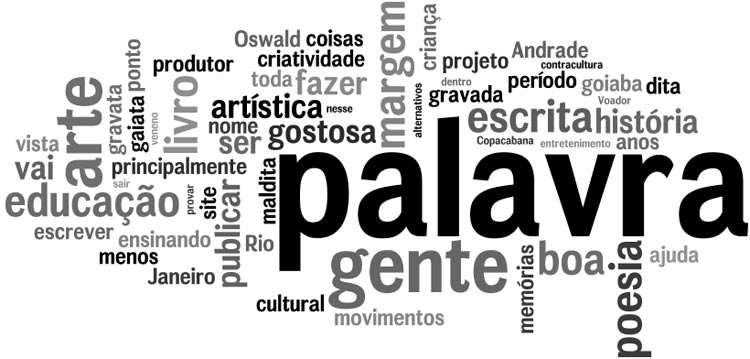 Oswald
coisas
margem
criança
produtor
criatividade
projeto
Andrade
contracultura
arte
gravata
gaiata
ponto
veneno
livro
toda
fazer
dentro
período
goiaba
dita
artística
nesse
alternativos
gravada
Voador
nome
ser
gostosa
escrita
história
vista
vai
principalmente
Copacabana
entretenimento
anos
sair
provar
site
publicar
maldita
palavra
educação
escrever
ensinando
Rio
menos
Janeiro
gente
memórias
boa
poesia
ajuda
cultural
movimentos